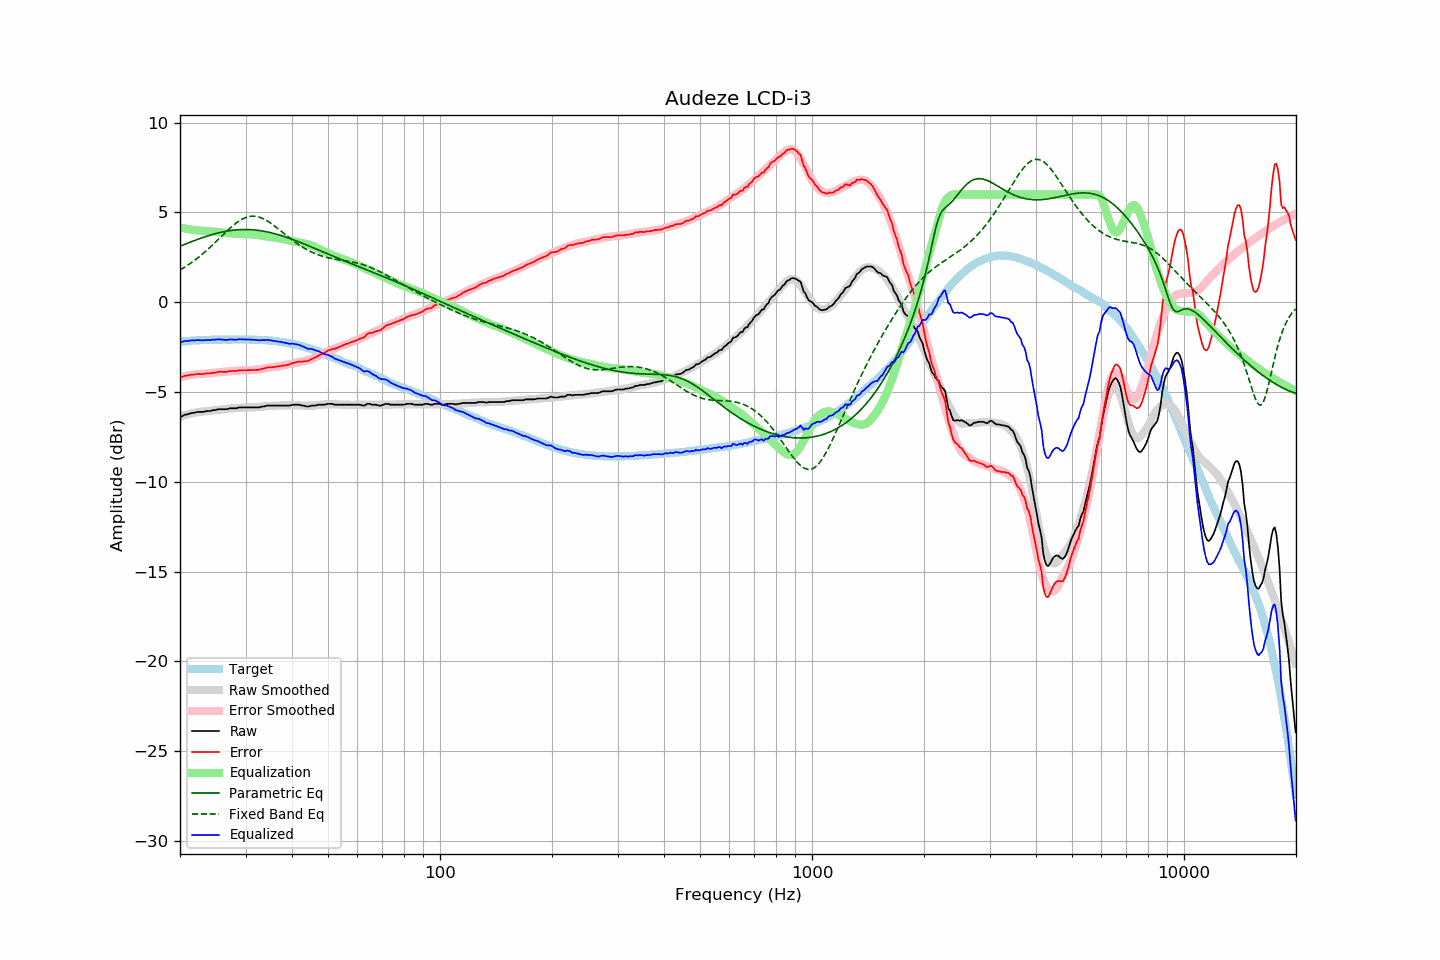 Audeze LCD-i3
10
5
0
−5
−10
−15
−20
−25
−30
Amplitude (dBr)
Target
Raw Smoothed
Error Smoothed
Raw
Error
Equalization
Parametric Eq
Fixed Band Eq
Equalized
100 1000 10000
Frequency (Hz)